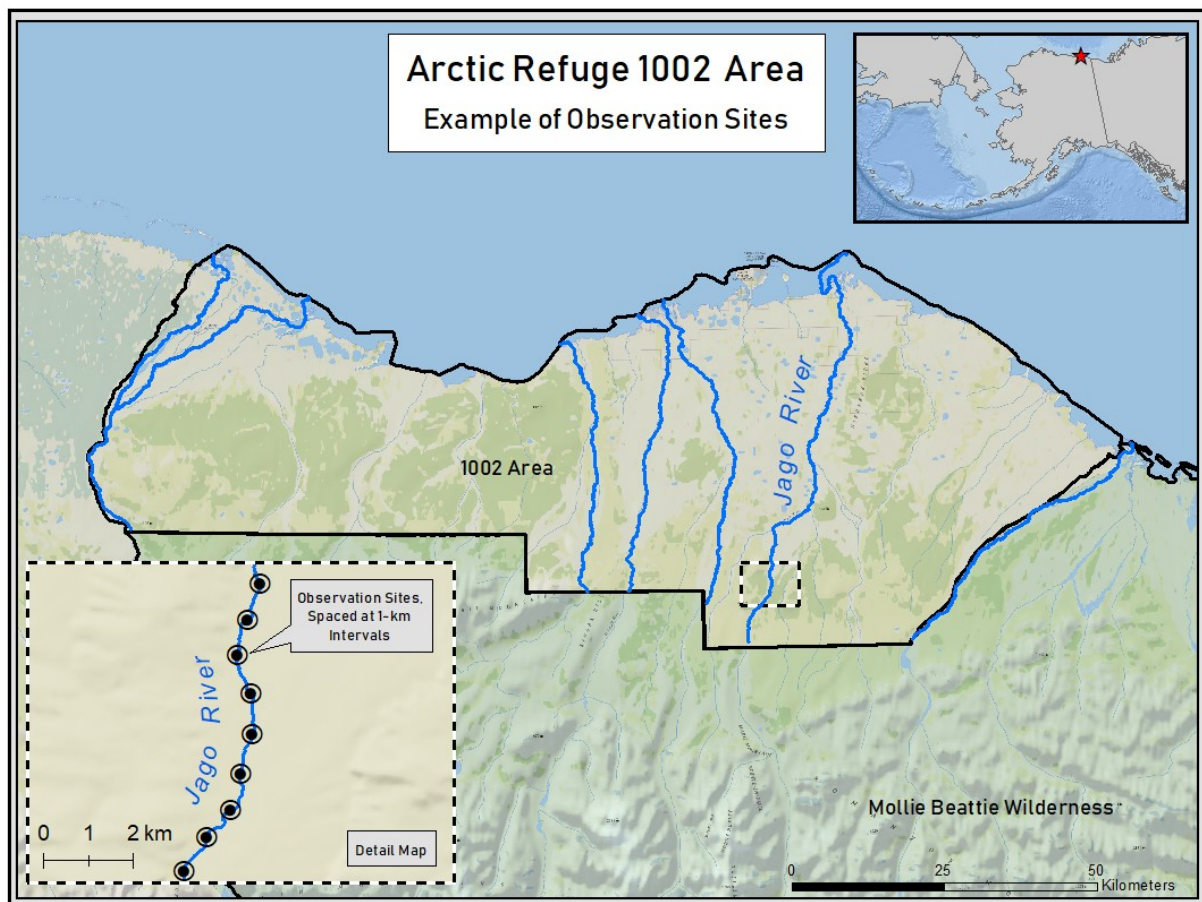 Arctic Refuge 1002 Area
Example of Observation Sites
Jago River
1002 Area
Observation Sites,
Spaced at 1-km
Intervals
Jago River
0 1 2 km
Detail Map
Mollie Beattie Wilderness
0 25 50
Kilometers